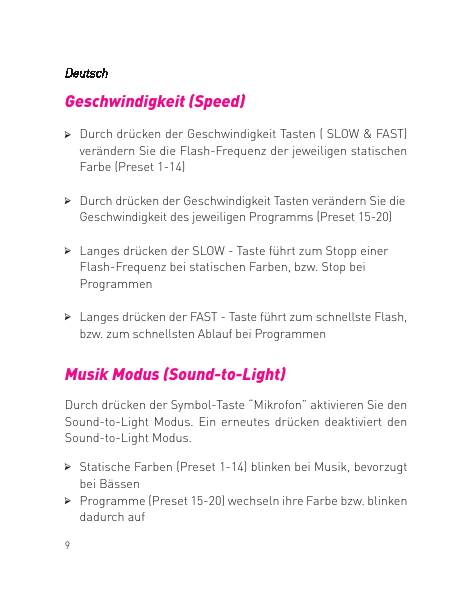 Deutsch
Geschwindigkeit (Speed)
➢ Durch drücken der Geschwindigkeit Tasten ( SLOW & FAST)
verändern Sie die Flash-Frequenz der jeweiligen statischen
Farbe (Preset 1-14)
➢ Durch drücken der Geschwindigkeit Tasten verändern Sie die
Geschwindigkeit des jeweiligen Programms (Preset 15-20)
➢ Langes drücken der SLOW - Taste führt zum Stopp einer
Flash-Frequenz bei statischen Farben, bzw. Stop bei
Programmen
➢ Langes drücken der FAST - Taste führt zum schnellste Flash,
bzw. zum schnellsten Ablauf bei Programmen
Musik Modus (Sound-to-Light)
Durch drücken der Symbol-Taste “Mikrofon” aktivieren Sie den
Sound-to-Light Modus. Ein erneutes drücken deaktiviert den
Sound-to-Light Modus.
➢ Statische Farben (Preset 1-14) blinken bei Musik, bevorzugt
bei Bässen
➢ Programme (Preset 15-20) wechseln ihre Farbe bzw. blinken
dadurch auf
9